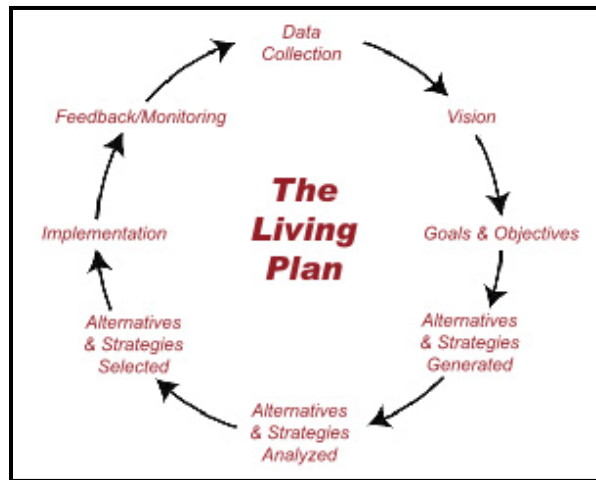 Data
Collection
Vision
Goals & Objectives
Alternatives
& Strategies
Generated
Alternatives
& Strategies
Analyzed
Alternatives
& Strategies
Selected
Implementation
Feedback/Monitoring
The
Living
Plan